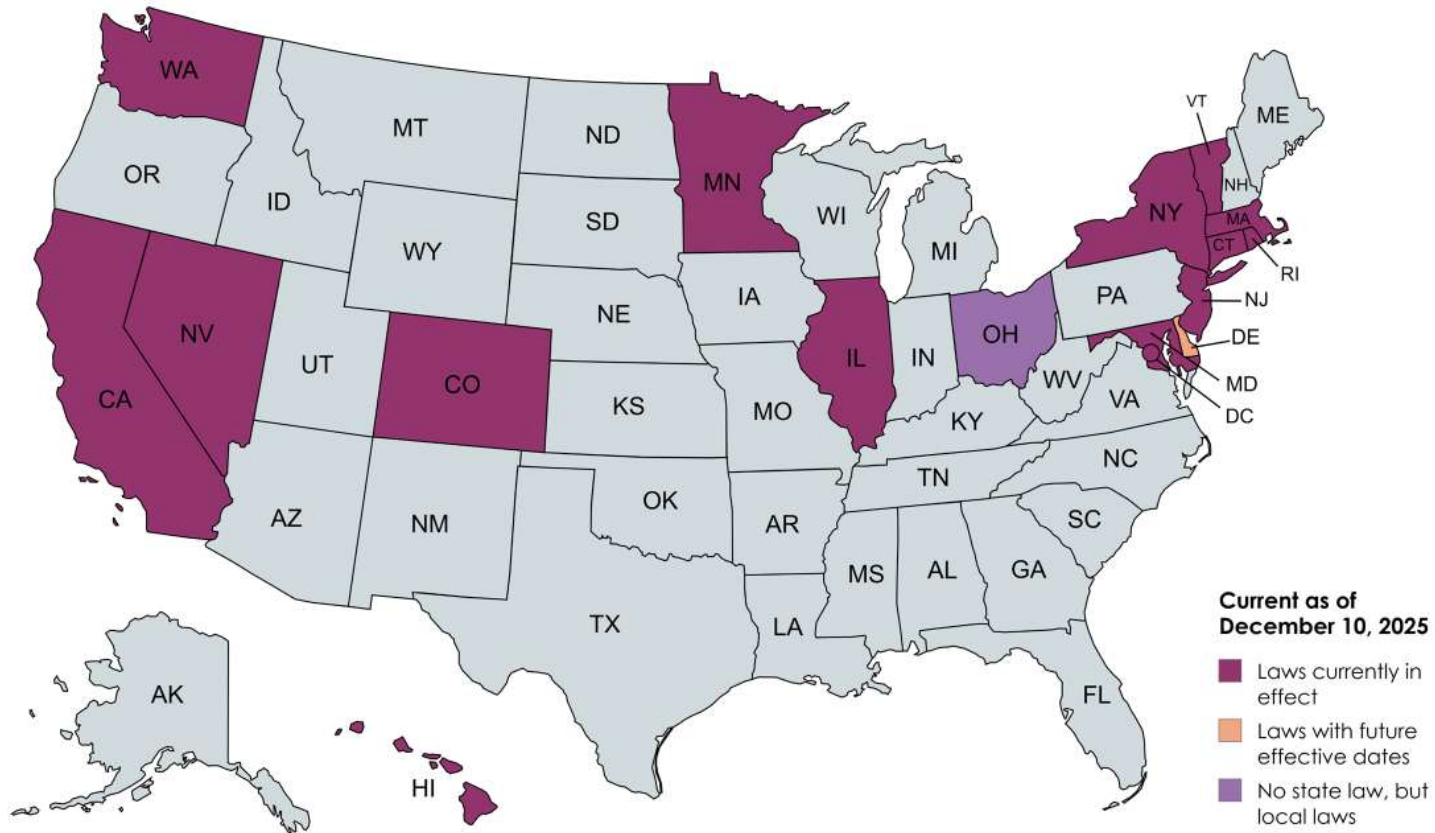 WA
MT
ND
MN
VT
ME
OR
ID
SD
WI
NH
NY
MA
WY
MI
CT
RI
IA
PA
NJ
NE
NV
UT
CO
IL
IN
OH
DE
CA
KS
MO
WV
MD
VA
DC
KY
NC
TN
OK
AZ
NM
AR
SC
MS
AL
GA
TX
LA
AK
HI
FL
Current as of
December 10, 2025
Laws currently in
effect
Laws with future
effective dates
No state law, but
local laws